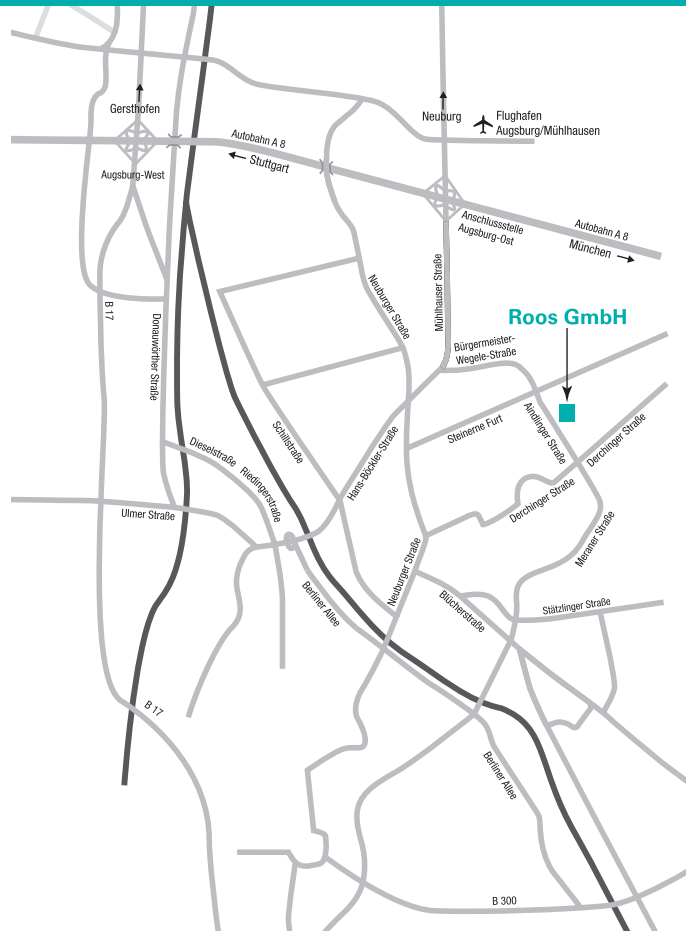 Gersthofen
Neuburg
Flughafen
Augsburg/Mühlhausen
Autobahn A 8
Stuttgart
Augsburg-West
Anschlussstelle
Augsburg-Ost
Autobahn A 8
München
B 17
Donauwörther Straße
Neuburger Straße
Mühlhauser Straße
Roos GmbH
Bürgermeister-
Wegele-Straße
Steinerne Furt
Aindlinger Straße
Derchinger Straße
Schillstraße
Hans-Böckler-Straße
Dieselstraße
Riedingerstraße
Ulmer Straße
Derchinger Straße
Meraner Straße
Neuburger Straße
Berliner Allee
Blücherstraße
Stätzlinger Straße
B 17
Berliner Allee
B 300